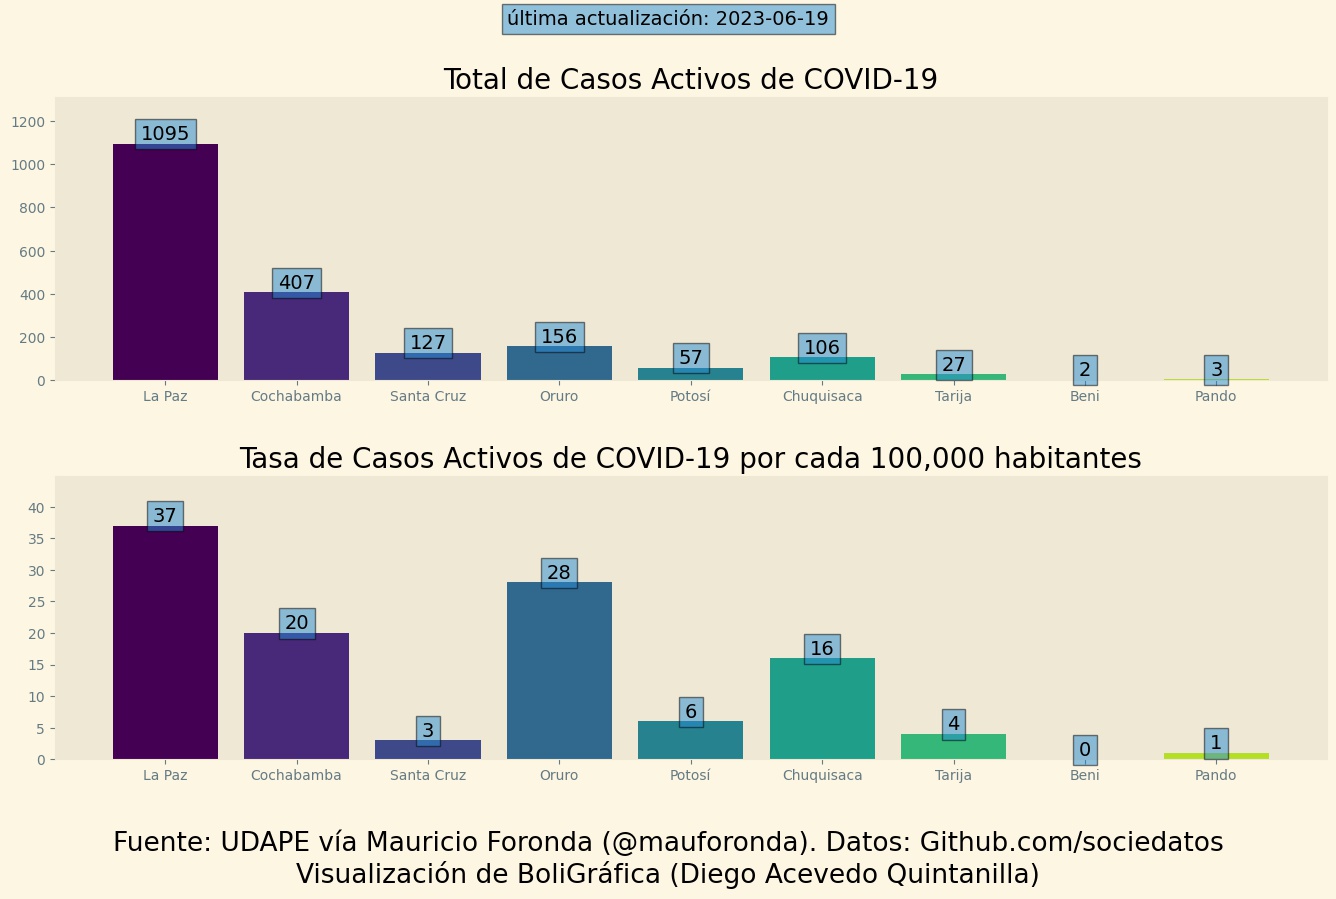 última actualización: 2023-06-19
Total de Casos Activos de COVID-19
1200
1000
800
600
400
200
0
1095
407
127
156
57
106
27
2
3
La Paz
Cochabamba
Santa Cruz
Oruro
Potosí
Chuquisaca
Tarija
Beni
Pando
Tasa de Casos Activos de COVID-19 por cada 100,000 habitantes
40
35
30
25
20
15
10
5
0
37
20
3
28
6
16
4
0
1
La Paz
Cochabamba
Santa Cruz
Oruro
Potosí
Chuquisaca
Tarija
Beni
Pando
Fuente: UDAPE vía Mauricio Foronda (@mauforonda). Datos: Github.com/sociedatos
Visualización de BoliGráfica (Diego Acevedo Quintanilla)